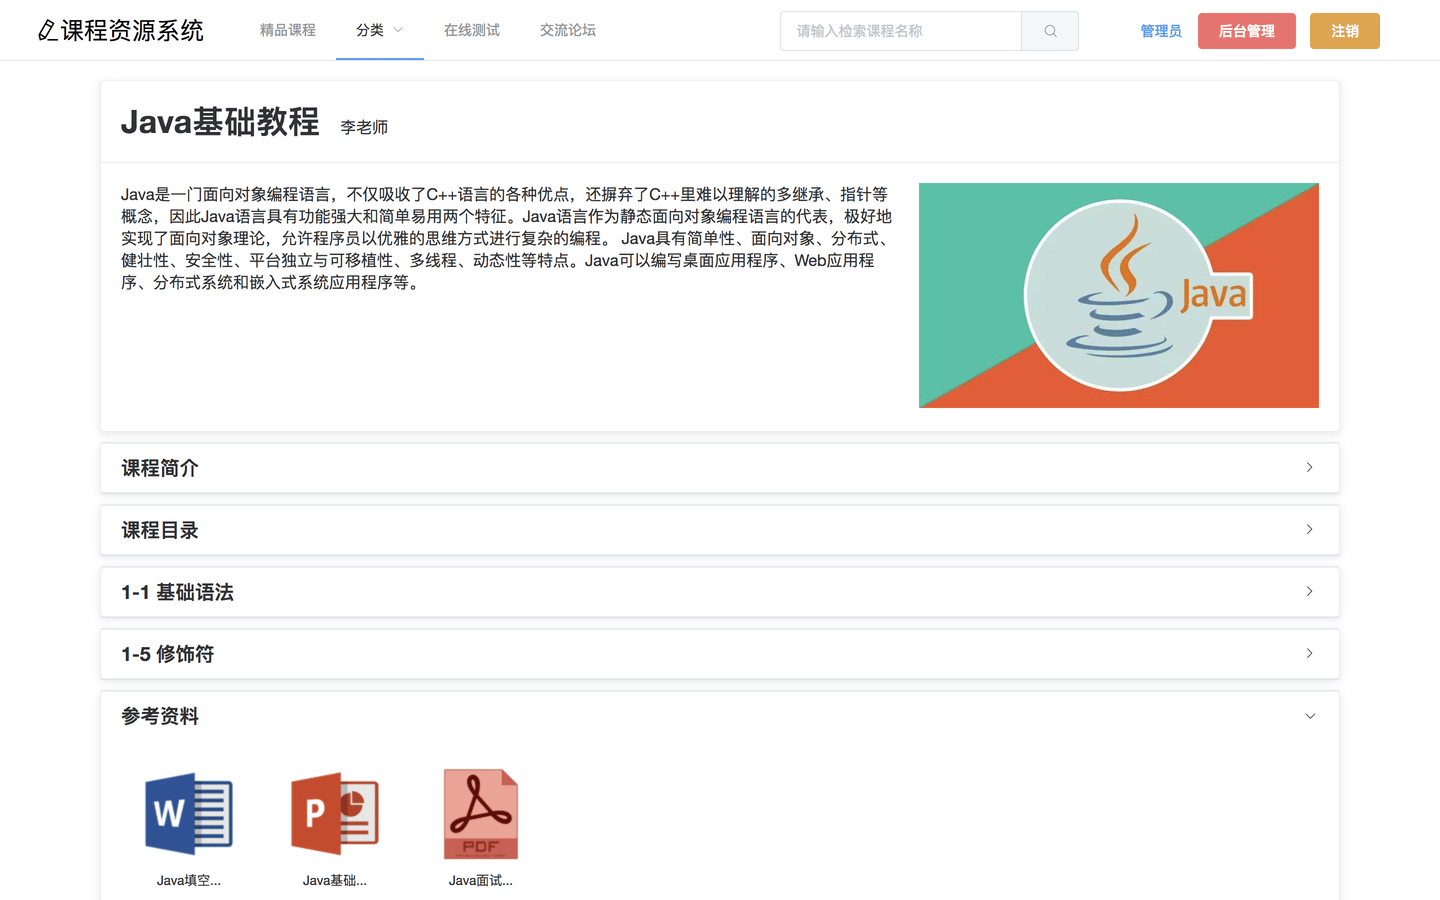 课程资源系统
精品课程
分类
在线测试
交流论坛
请输入检索课程名称
管理员
后台管理
注销
Java基础教程 李老师
Java是一门面向对象编程语言，不仅吸收了C++语言的各种优点，还摒弃了C++里难以理解的多继承、指针等
概念，因此Java语言具有功能强大和简单易用两个特征。Java语言作为静态面向对象编程语言的代表，极好地
实现了面向对象理论，允许程序员以优雅的思维方式进行复杂的编程。 Java具有简单性、面向对象、分布式、
健壮性、安全性、平台独立与可移植性、多线程、动态性等特点。Java可以编写桌面应用程序、Web应用程
序、分布式系统和嵌入式系统应用程序等。
Java
课程简介
课程目录
1-1 基础语法
1-5 修饰符
参考资料
W
P
PDF
Java填空...
Java基础...
Java面试...